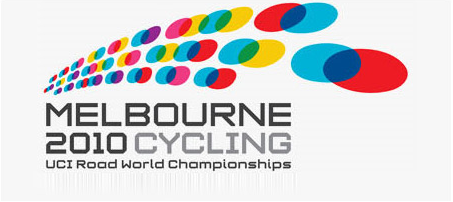 MELBOURNE
2010 CYCLING
UCI Road World Championships